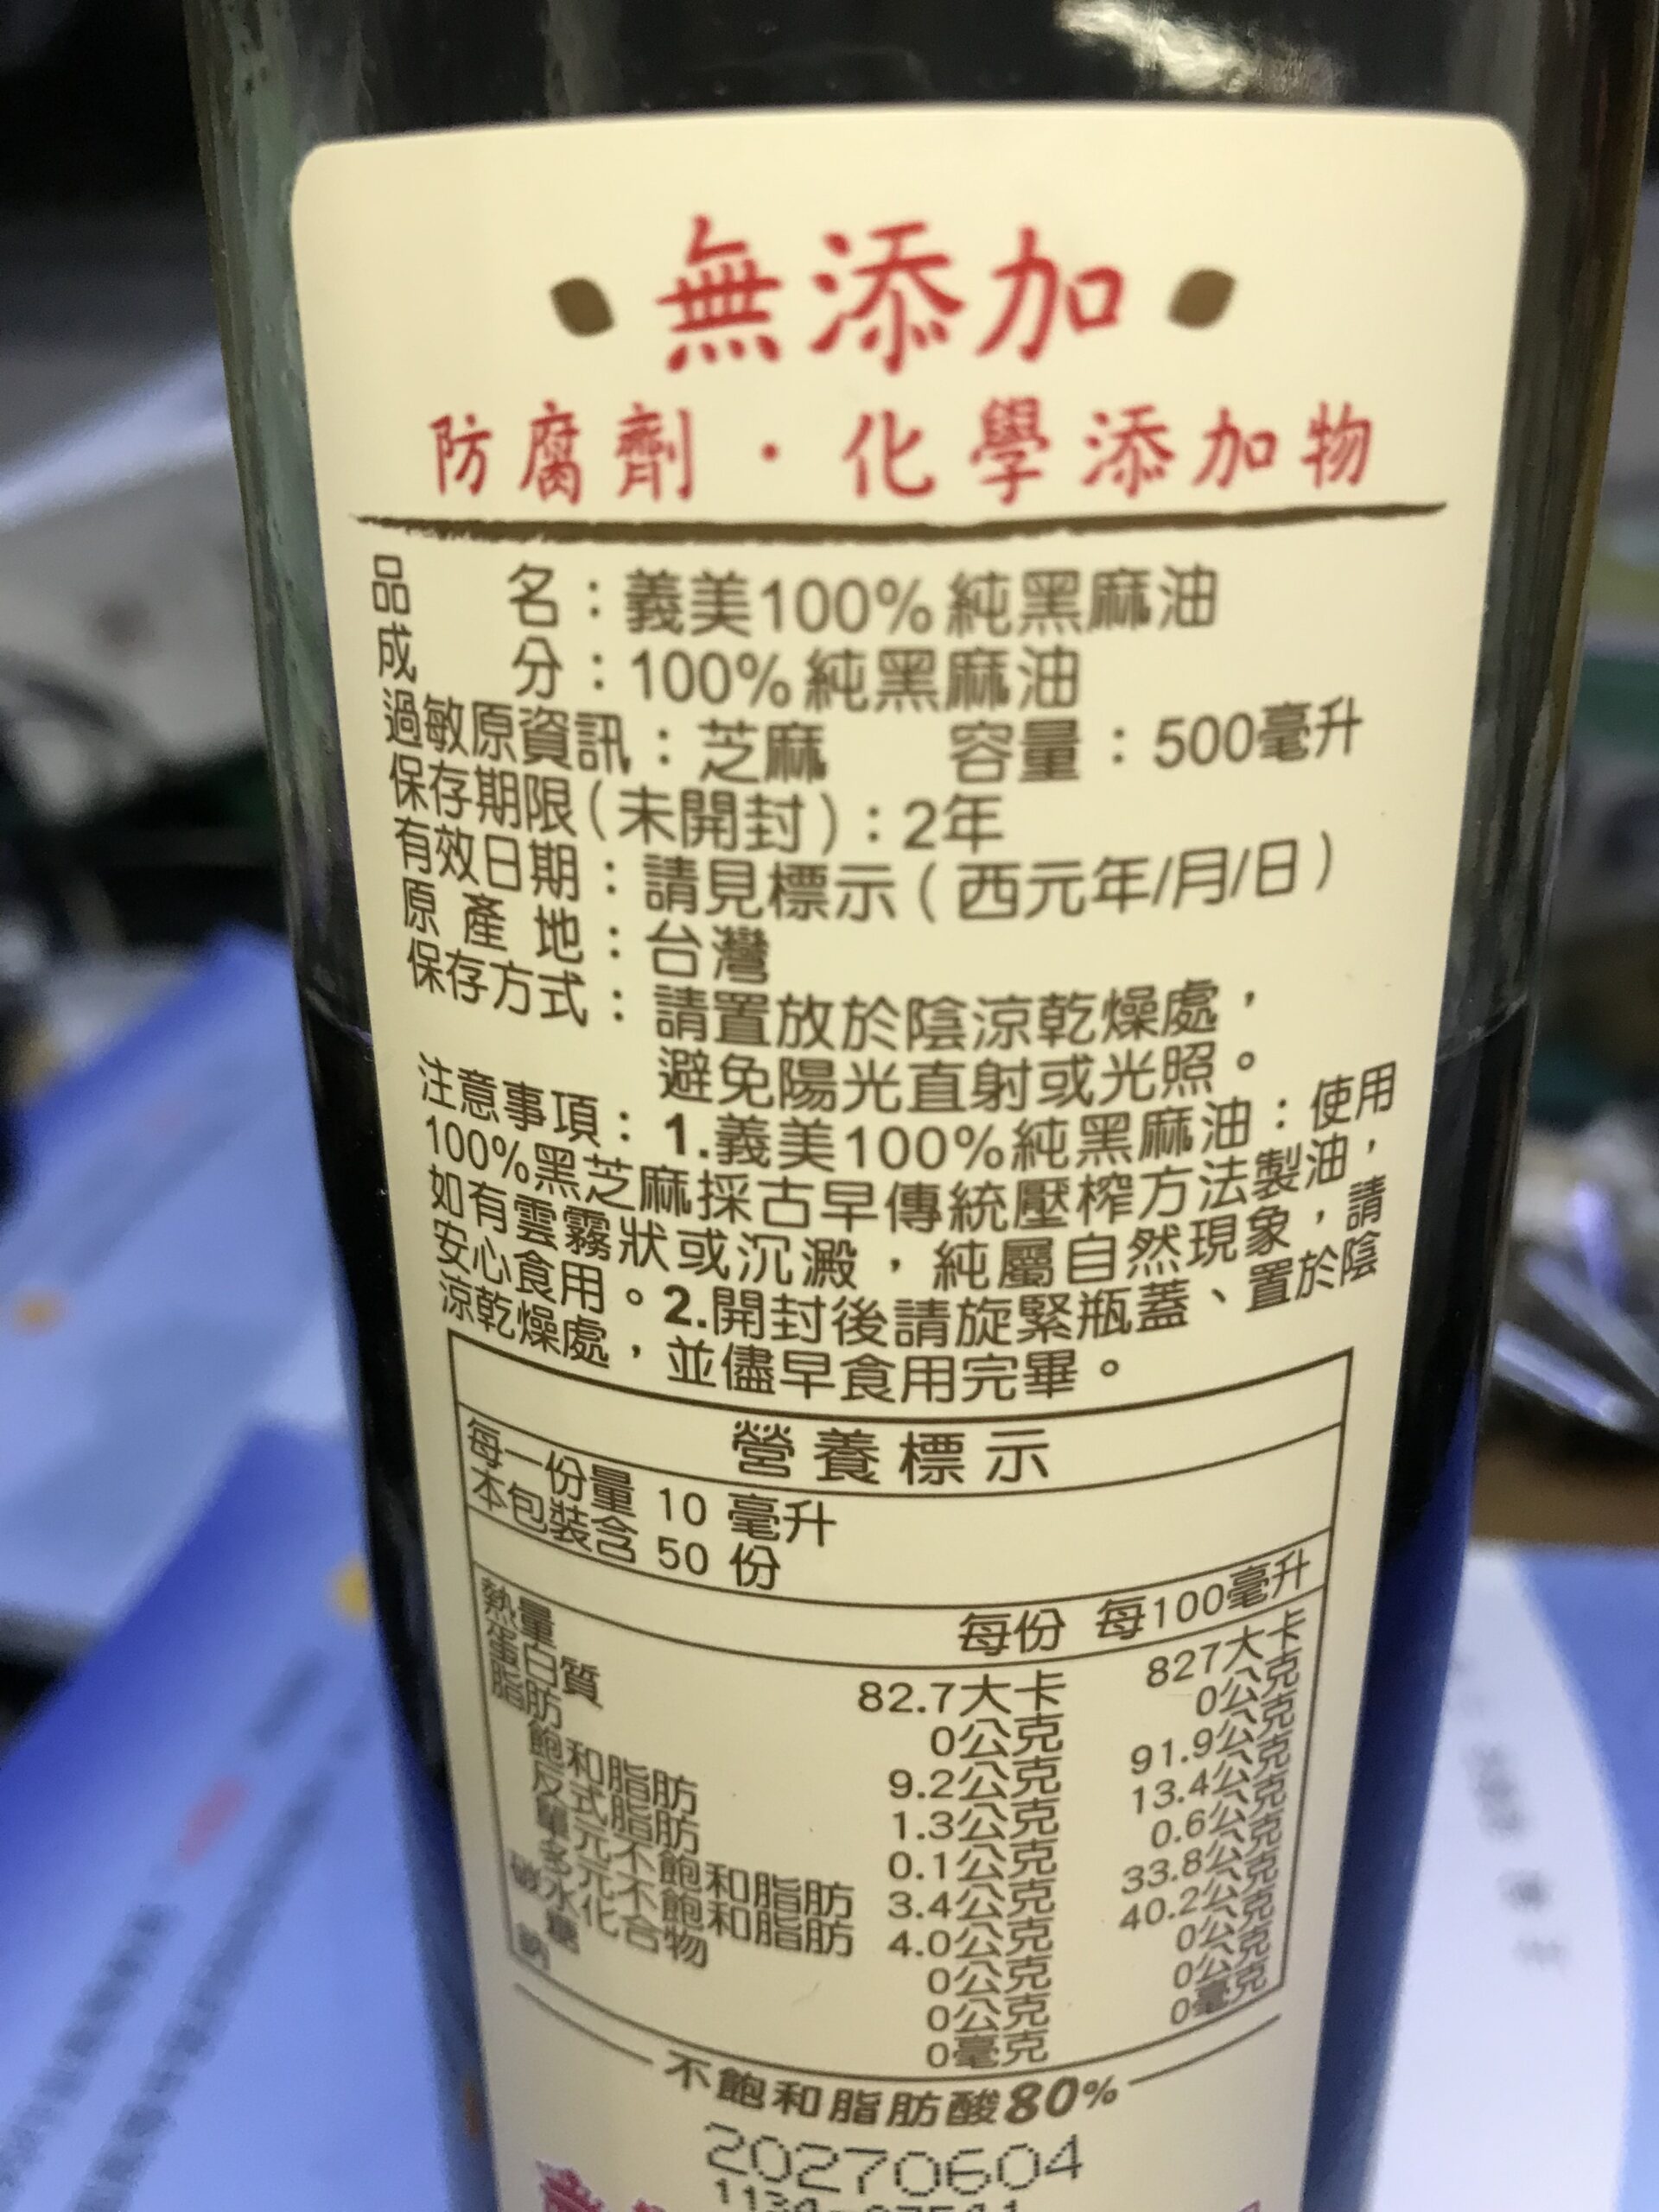 無添加
防腐劑・化學添加物
品名：義美100%純黑麻油
成分：100%純黑麻油
過敏原資訊：芝麻 容量：500毫升
保存期限(未開封)：2年
有效日期：請見標示(西元年/月/日)
原產地：台灣
保存方式：請置放於陰涼乾燥處，
避免陽光直射或光照。
注意事項：1.義美100%純黑麻油：使用
100%黑芝麻採古早傳統壓榨方法製油，
如有雲霧狀或沉澱，純屬自然現象，請
安心食用。2.開封後請旋緊瓶蓋、置於陰
涼乾燥處，並儘早食用完畢。
營養標示
每一份量 10 毫升
本包裝含 50 份
每份 每100毫升
熱量 82.7大卡 827大卡
蛋白質 0公克 0公克
脂肪 9.2公克 91.9公克
飽和脂肪 1.3公克 13.4公克
反式脂肪 0.1公克 0.6公克
單元不飽和脂肪 3.4公克 33.8公克
多元不飽和脂肪 4.0公克 40.2公克
碳水化合物 0公克 0公克
糖 0公克 0公克
鈉 0毫克 0毫克
不飽和脂肪酸80%
20270604